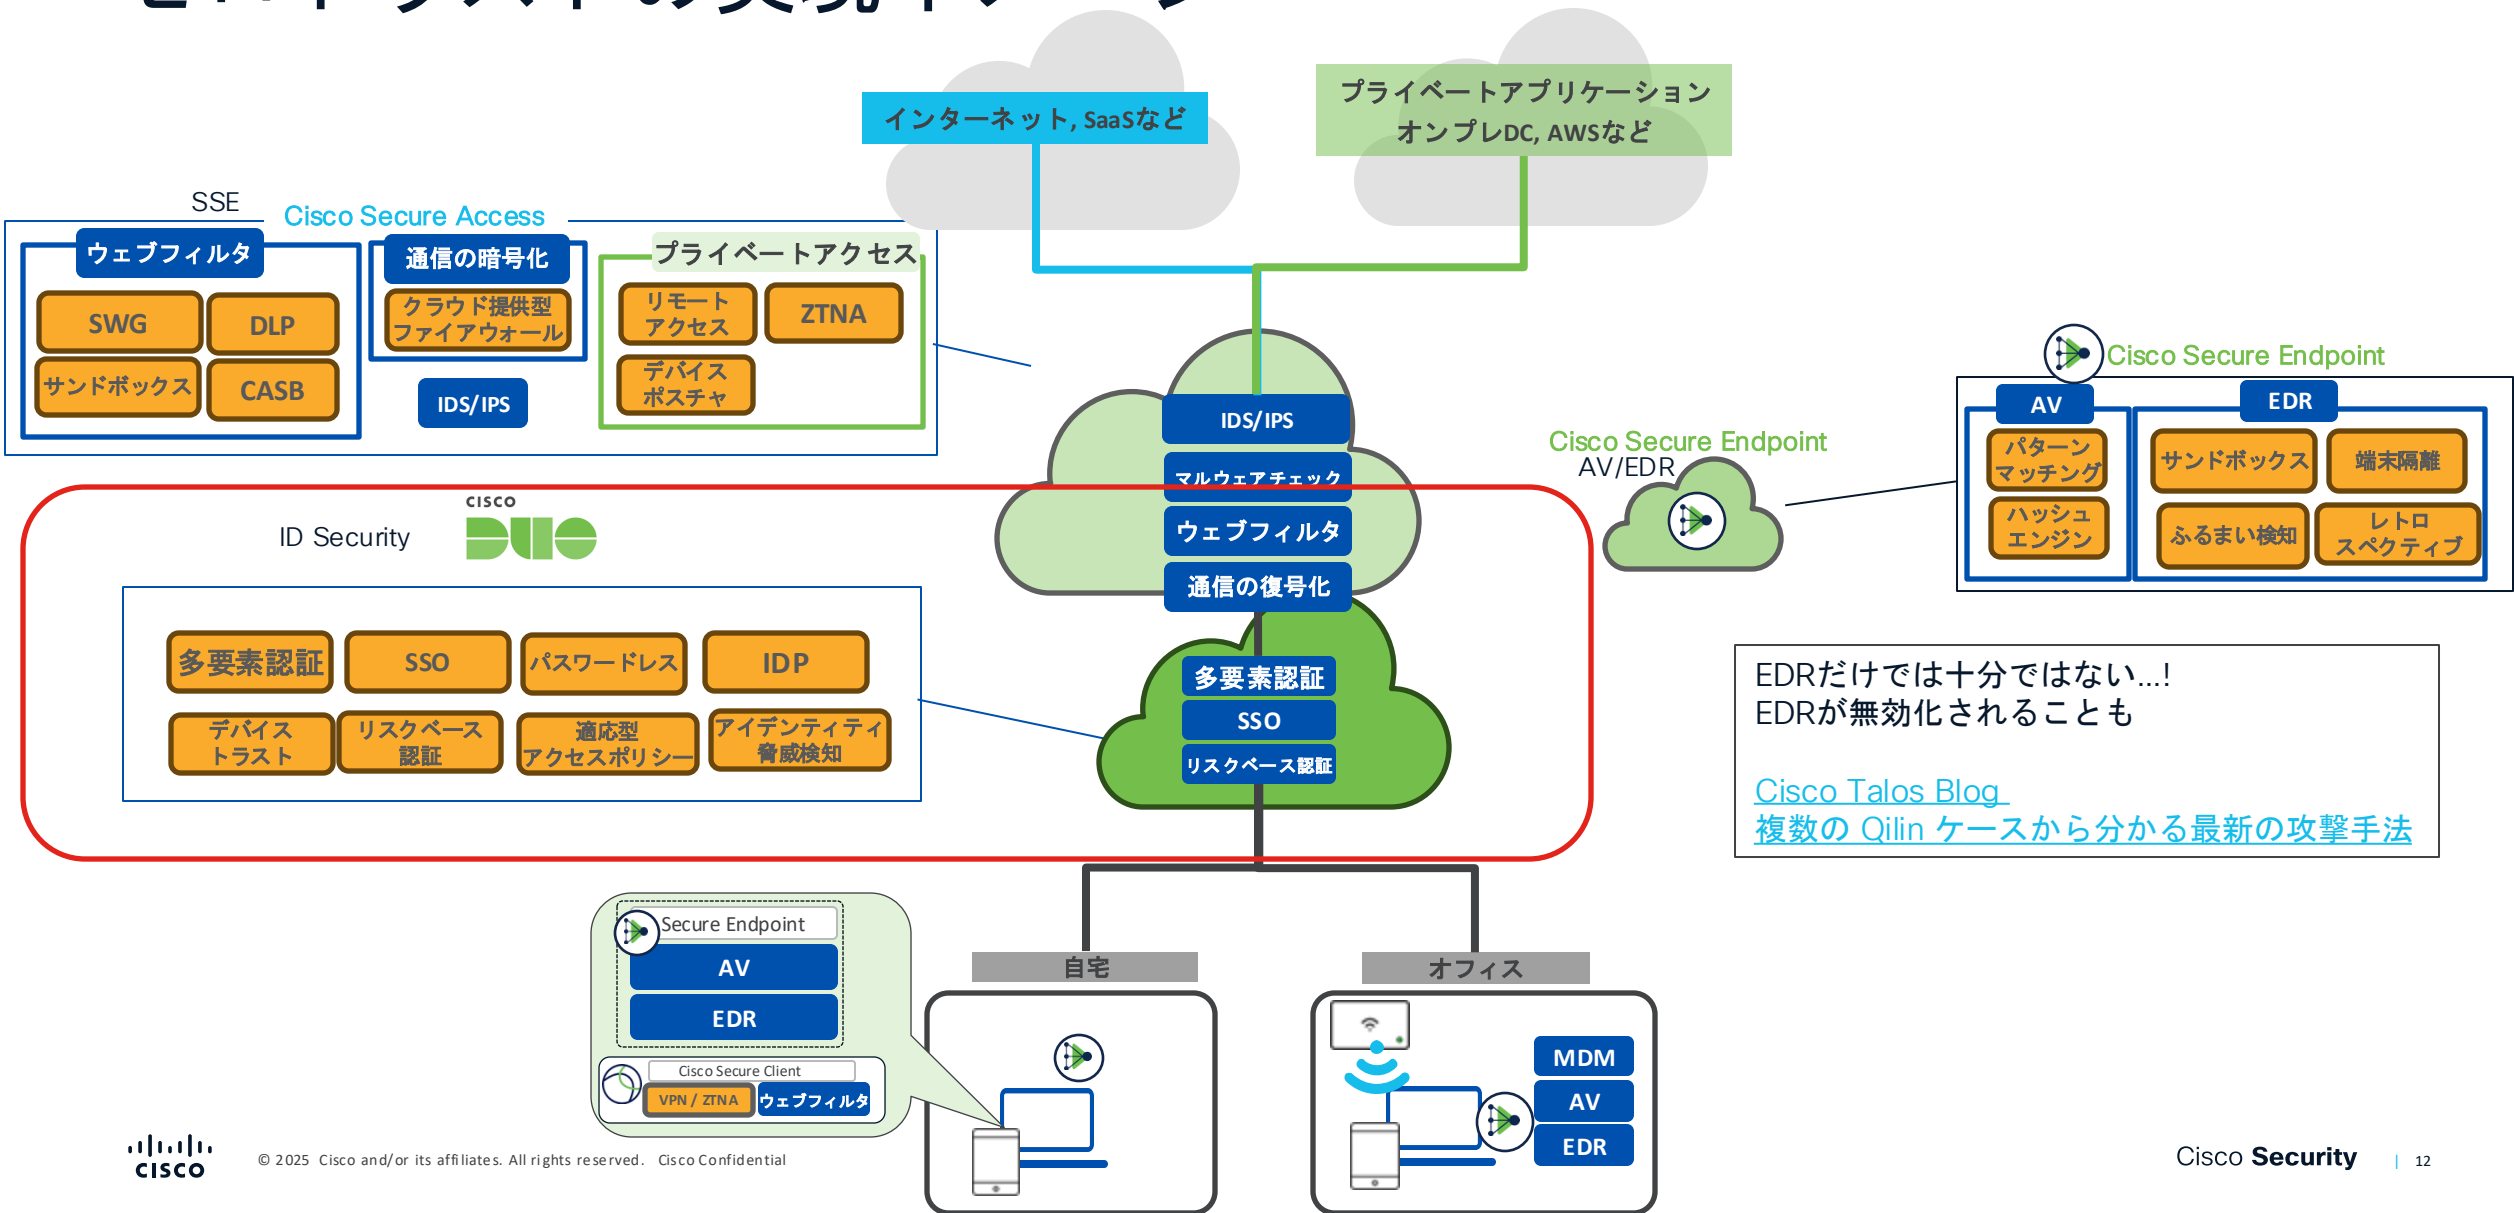 ゼロトラストの実現イメージ
インターネット, SaaSなど
プライベートアプリケーション
オンプレDC, AWSなど
SSE
Cisco Secure Access
ウェブフィルタ
SWG
DLP
サンドボックス
CASB
通信の暗号化
クラウド提供型
ファイアウォール
IDS/IPS
プライベートアクセス
リモート
アクセス
ZTNA
デバイス
ポスチャ
IDS/IPS
マルウェアチェック
ウェブフィルタ
通信の復号化
Cisco Secure Endpoint
AV/EDR
Cisco Secure Endpoint
AV
パターン
マッチング
ハッシュ
エンジン
EDR
サンドボックス
端末隔離
ふるまい検知
レトロ
スペクティブ
ID Security
CISCO
DUO
多要素認証
SSO
パスワードレス
IDP
デバイス
トラスト
リスクベース
認証
適応型
アクセスポリシー
アイデンティティ
脅威検知
多要素認証
SSO
リスクベース認証
EDRだけでは十分ではない...!
EDRが無効化されることも
Cisco Talos Blog
複数の Qilin ケースから分かる最新の攻撃手法
Secure Endpoint
AV
EDR
Cisco Secure Client
VPN / ZTNA
ウェブフィルタ
自宅
オフィス
MDM
AV
EDR
CISCO
© 2025 Cisco and/or its affiliates. All rights reserved. Cisco Confidential
Cisco Security | 12